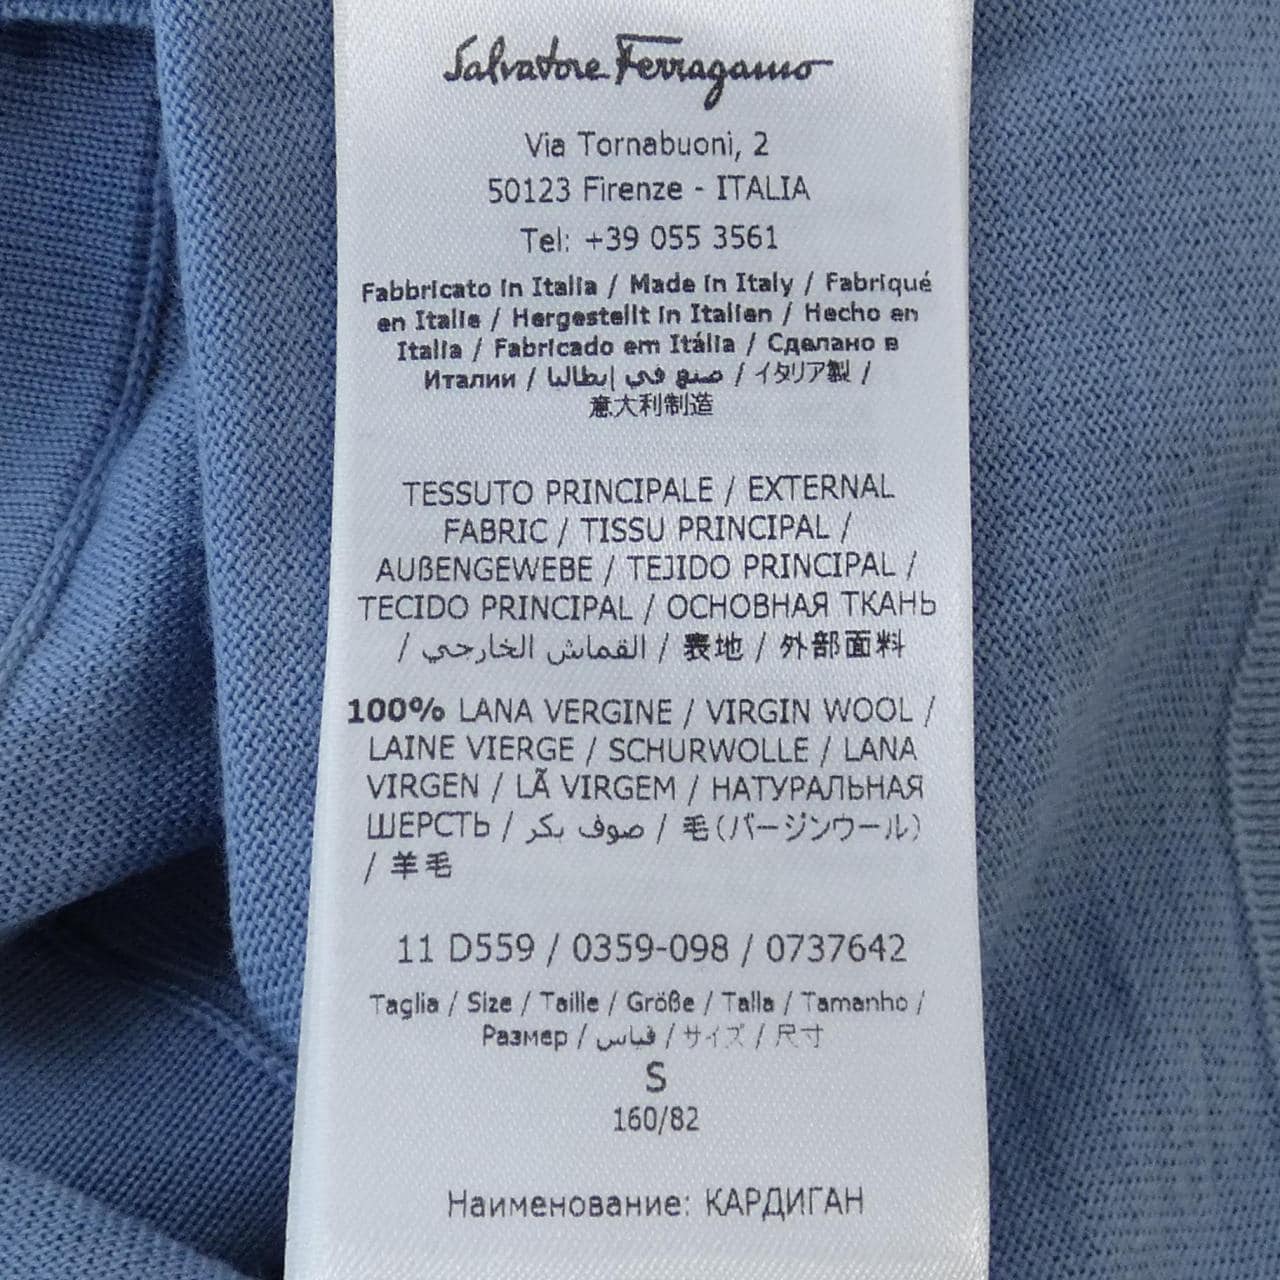 Salvatore Ferragamo
Via Tornabuoni, 2
50123 Firenze - ITALIA
Tel: +39 055 3561
Fabbricato in Italia / Made in Italy / Fabriqué
en Italie / Hergestellt in Italien / Hecho en
Italia / Fabricado em Itália / Сделано в
Италии / صنع في إيطاليا / イタリア製 /
意大利制造
TESSUTO PRINCIPALE / EXTERNAL
FABRIC / TISSU PRINCIPAL /
AUßENGEWEBE / TEJIDO PRINCIPAL /
TECIDO PRINCIPAL / ОСНОВНАЯ ТКАНЬ
/ القماش الخارجي / 表地 / 外部面料
100% LANA VERGINE / VIRGIN WOOL /
LAINE VIERGE / SCHURWOLLE / LANA
VIRGEN / LÃ VIRGEM / НАТУРАЛЬНАЯ
ШЕРСТЬ / صوف بكر / 毛(バージンウール)
/ 羊毛
11 D559 / 0359-098 / 0737642
Taglia / Size / Taille / Größe / Talla / Tamanho /
Размер / قياس / サイズ / 尺寸
S
160/82
Наименование: КАРДИГАН